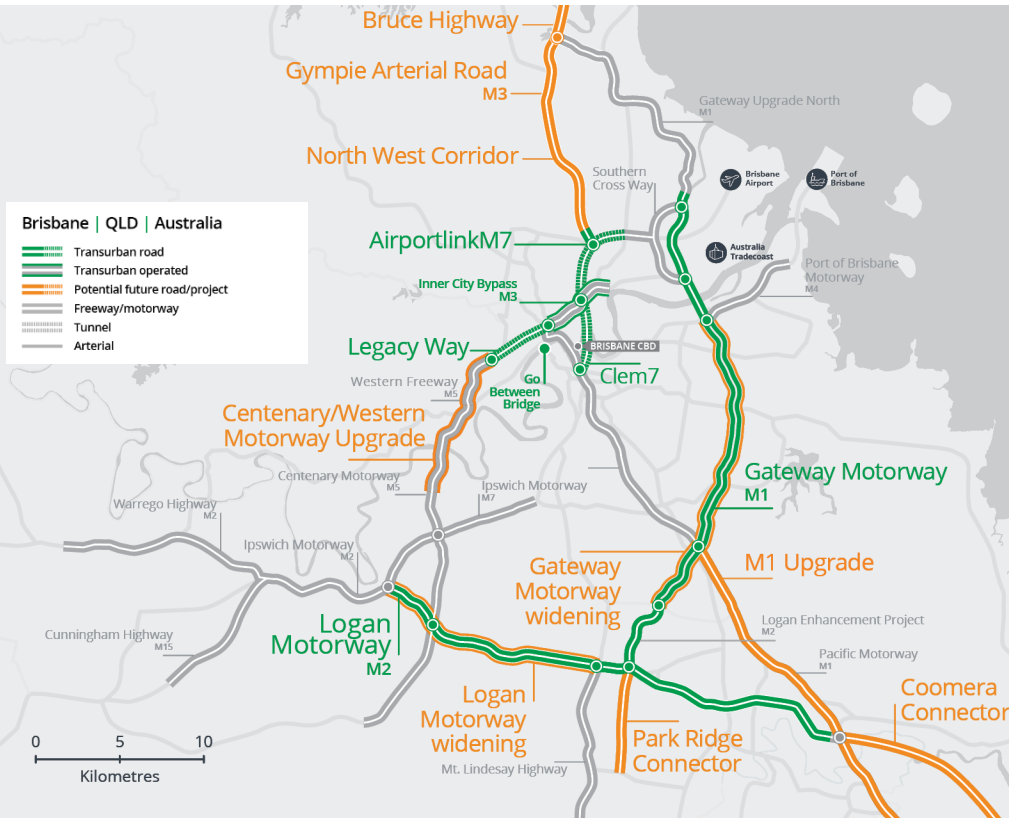 Bruce Highway
Gympie Arterial Road
M3
Gateway Upgrade North
M1
North West Corridor
Southern
Cross Way
Brisbane
Airport
Port of
Brisbane
Brisbane | QLD | Australia
Transurban road
Transurban operated
Potential future road/project
Freeway/motorway
Tunnel
Arterial
AirportlinkM7
Australia
Tradecoast
Port of Brisbane
Motorway
M4
Inner City Bypass
M3
Legacy Way
BRISBANE CBD
Clem7
Go
Between
Bridge
Western Freeway
M5
Centenary/Western
Motorway Upgrade
Centenary Motorway
M5
Ipswich Motorway
M7
Gateway Motorway
M1
Warrego Highway
M2
Ipswich Motorway
M2
Gateway
Motorway
widening
M1 Upgrade
Logan Enhancement Project
M2
Cunningham Highway
M15
Logan
Motorway
M2
Pacific Motorway
M1
Coomera
Connector
Logan
Motorway
widening
Park Ridge
Connector
Mt. Lindesay Highway
0 5 10
Kilometres